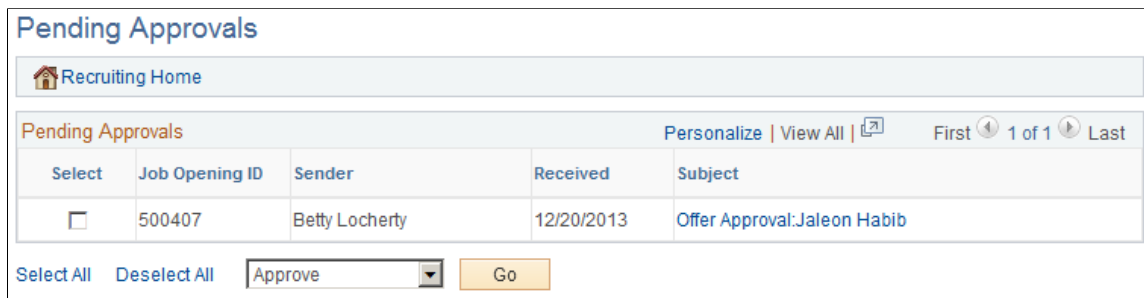 Pending Approvals
Recruiting Home
Pending Approvals Personalize | View All | First 1 of 1 Last
Select Job Opening ID Sender Received Subject
500407 Betty Locherty 12/20/2013 Offer Approval:Jaleon Habib
Select All Deselect All Approve Go